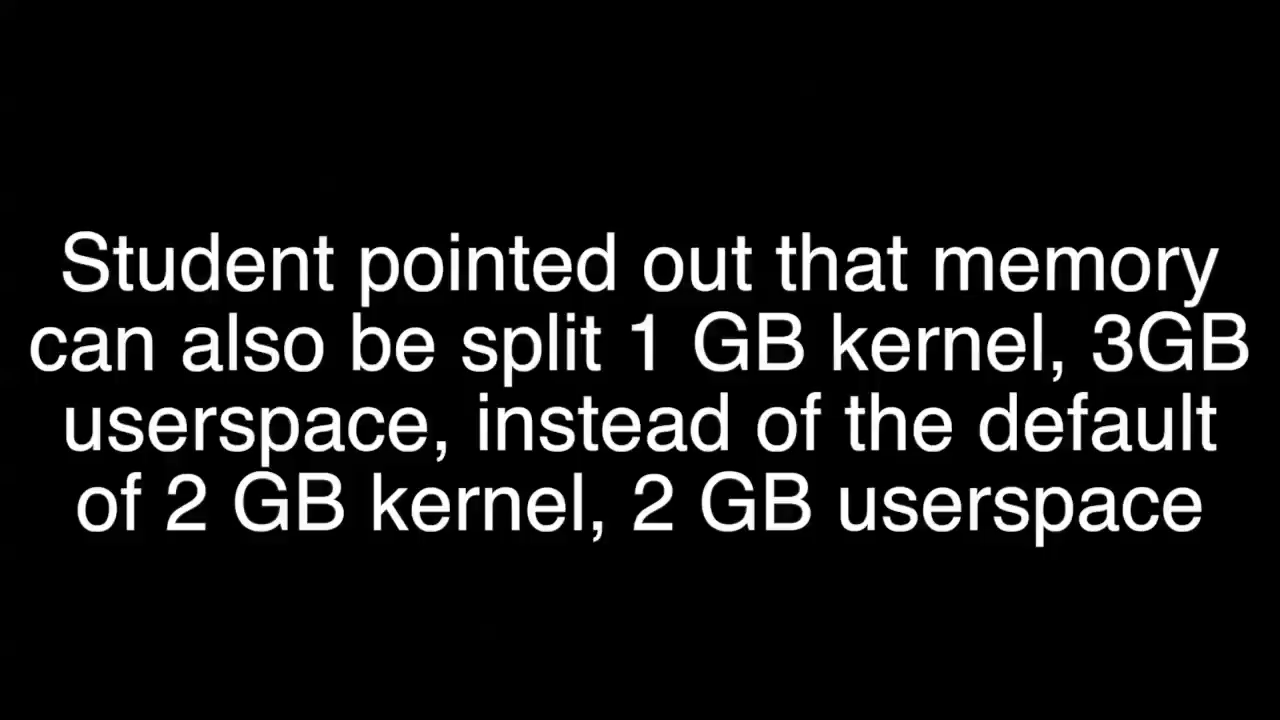 Student pointed out that memory
can also be split 1 GB kernel, 3GB
userspace, instead of the default
of 2 GB kernel, 2 GB userspace